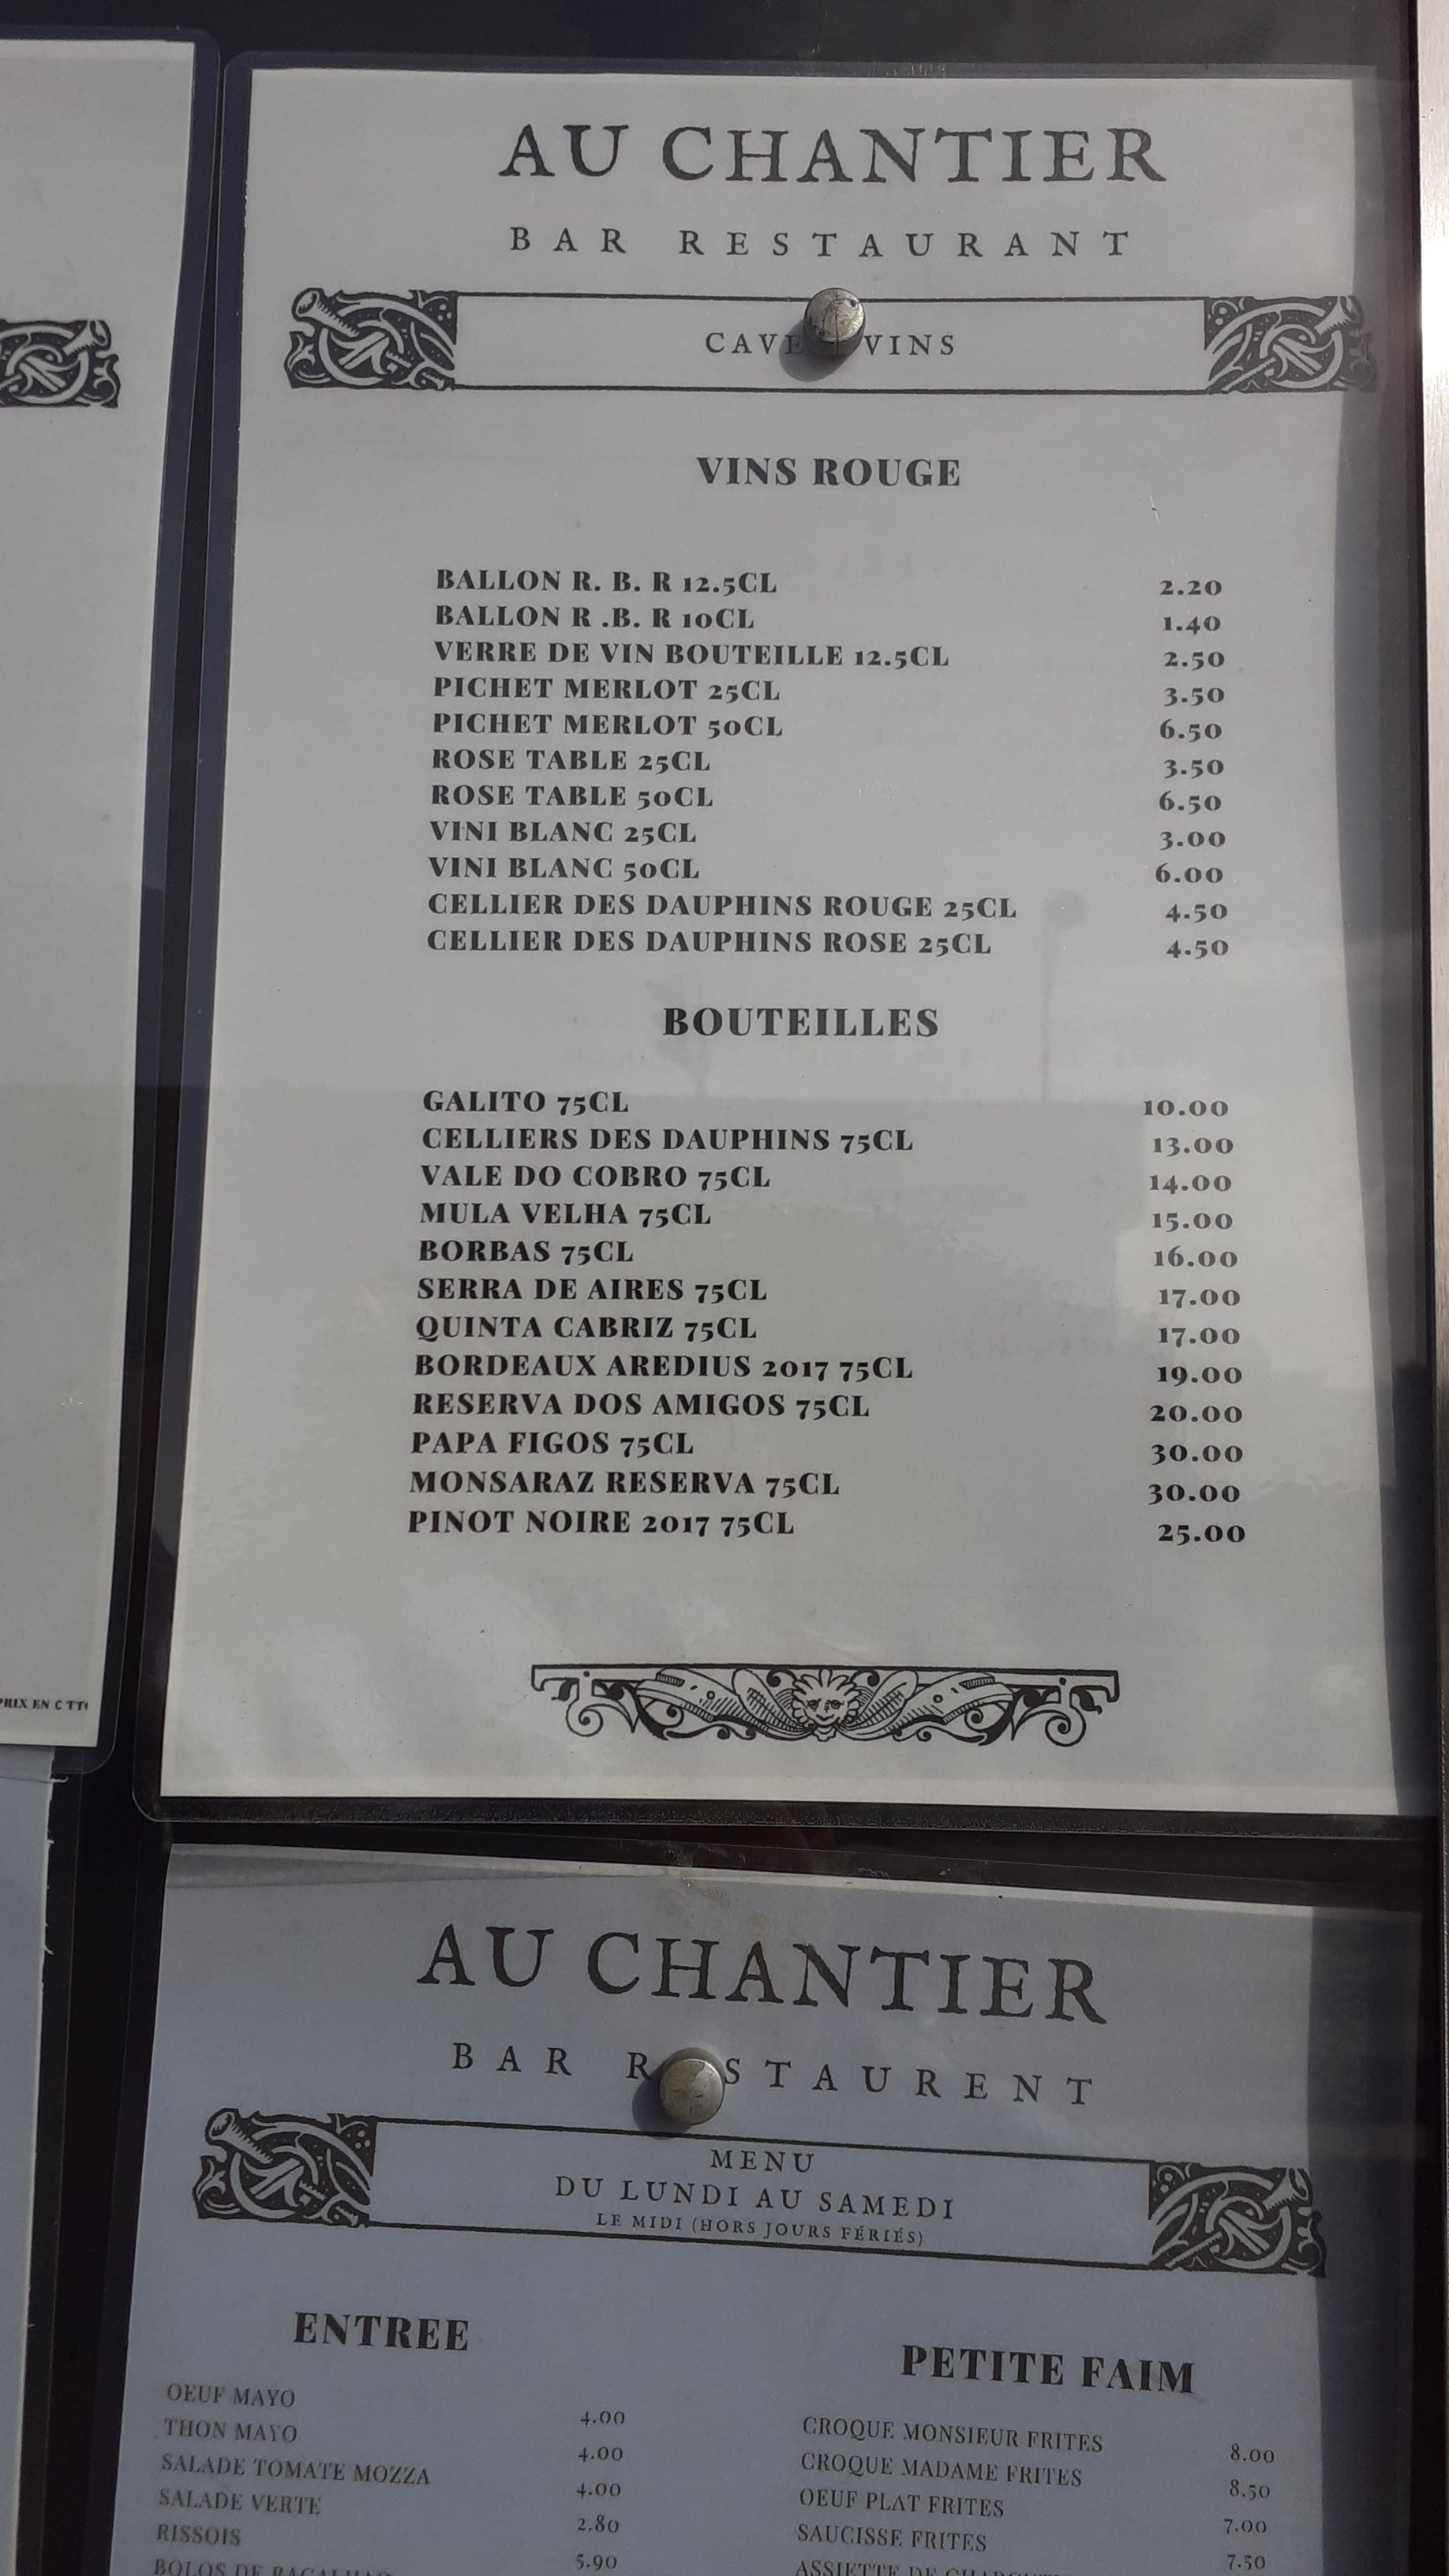 AU CHANTIER
BAR RESTAURANT
CAVE VINS
VINS ROUGE
BALLON R. B. R 12.5CL 2.20
BALLON R .B. R 10CL 1.40
VERRE DE VIN BOUTEILLE 12.5CL 2.50
PICHET MERLOT 25CL 3.50
PICHET MERLOT 50CL 6.50
ROSE TABLE 25CL 3.50
ROSE TABLE 50CL 6.50
VINI BLANC 25CL 3.00
VINI BLANC 50CL 6.00
CELLIER DES DAUPHINS ROUGE 25CL 4.50
CELLIER DES DAUPHINS ROSE 25CL 4.50
BOUTEILLES
GALITO 75CL 10.00
CELLIERS DES DAUPHINS 75CL 13.00
VALE DO COBRO 75CL 14.00
MULA VELHA 75CL 15.00
BORBAS 75CL 16.00
SERRA DE AIRES 75CL 17.00
QUINTA CABRIZ 75CL 17.00
BORDEAUX AREDIUS 2017 75CL 19.00
RESERVA DOS AMIGOS 75CL 20.00
PAPA FIGOS 75CL 30.00
MONSARAZ RESERVA 75CL 30.00
PINOT NOIRE 2017 75CL 25.00
PRIX EN € TTC
AU CHANTIER
BAR RESTAURENT
MENU
DU LUNDI AU SAMEDI
LE MIDI (HORS JOURS FÉRIÉS)
ENTREE
OEUF MAYO 4.00
THON MAYO 4.00
SALADE TOMATE MOZZA 4.00
SALADE VERTE 2.80
RISSOIS 5.90
BOLOS DE BACALHAO
PETITE FAIM
CROQUE MONSIEUR FRITES 8.00
CROQUE MADAME FRITES 8.50
OEUF PLAT FRITES 7.00
SAUCISSE FRITES 7.50
ASSIETTE DE